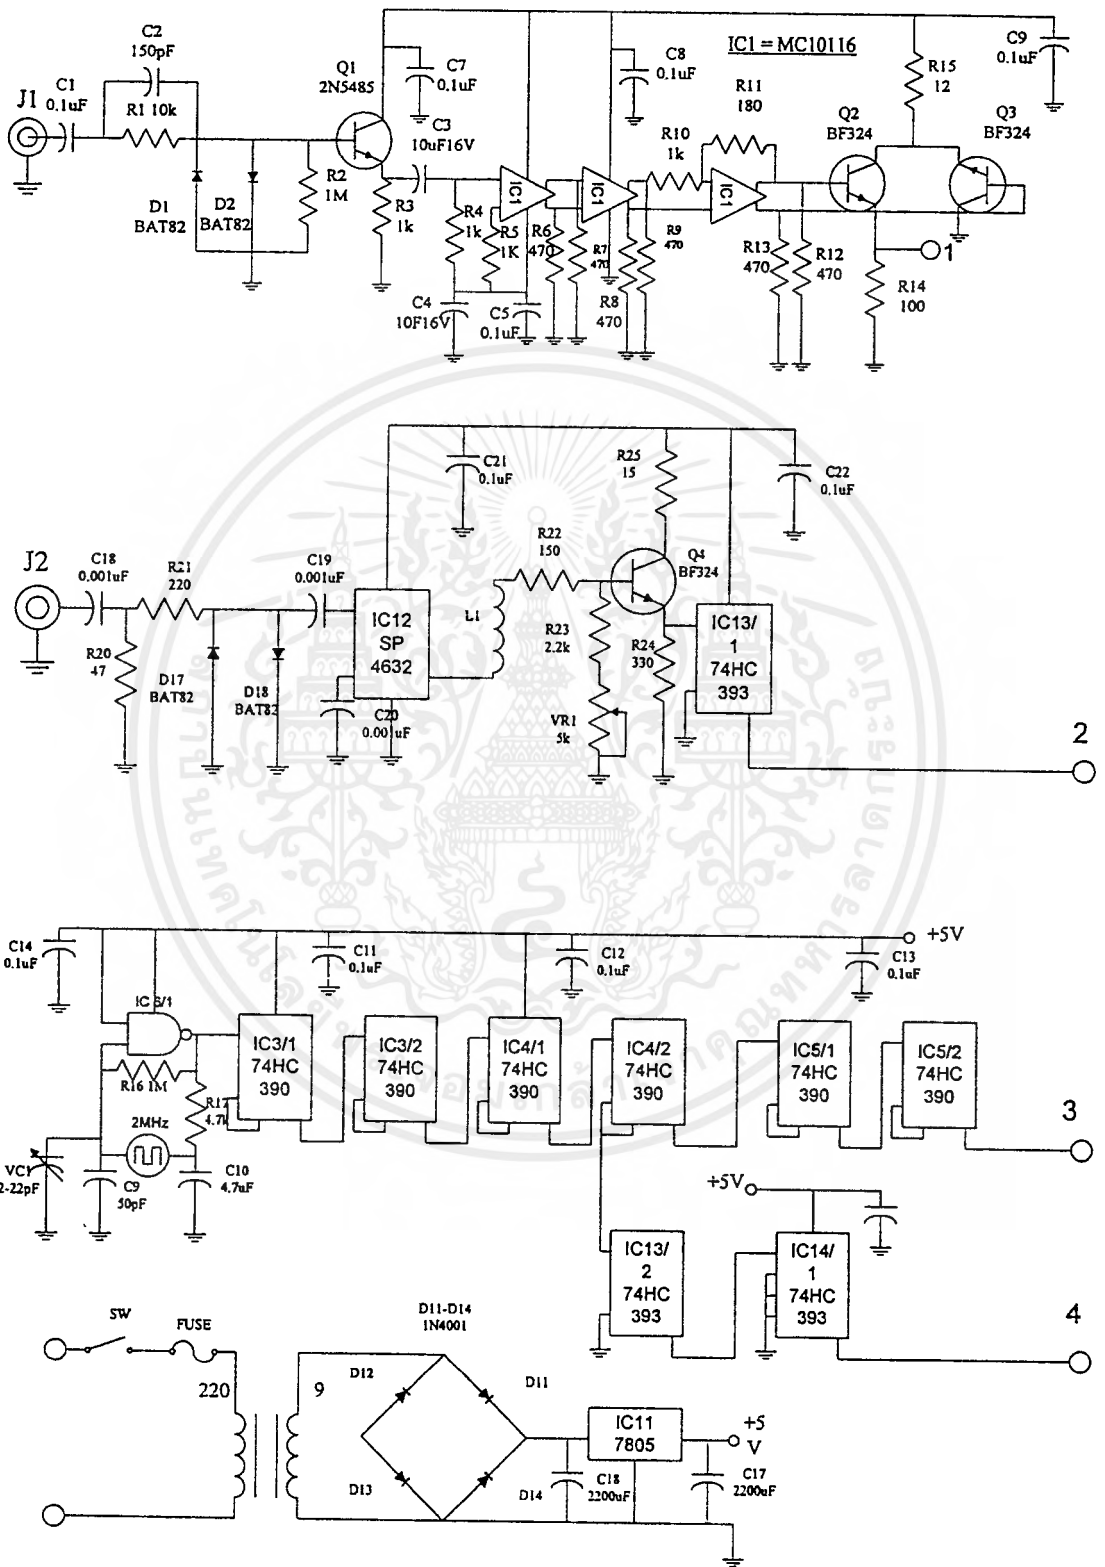 J1
C1
0.1uF
C2
150pF
R1 10k
D1
BAT82
D2
BAT82
R2
1M
Q1
2N5485
C7
0.1uF
C3
10uF16V
R3
1k
R4
1k
R5
1K
C4
10F16V
C5
0.1uF
IC1
R6
470
IC1
R7
470
R8
470
R9
470
C8
0.1uF
R10
1k
R11
180
IC1
IC1 = MC10116
R13
470
R12
470
Q2
BF324
R15
12
Q3
BF324
C9
0.1uF
1
R14
100
J2
C18
0.001uF
R20
47
R21
220
D17
BAT82
D18
BAT82
C19
0.001uF
IC12
SP
4632
C20
0.001uF
C21
0.1uF
L1
R22
150
R23
2.2k
VR1
5k
R25
15
Q4
BF324
R24
330
IC13/
1
74HC
393
C22
0.1uF
2
C14
0.1uF
R16 1M
4.7k
2MHz
VC1
2-22pF
C9
50pF
C10
4.7uF
C11
0.1uF
C12
0.1uF
C13
0.1uF
+5V
IC3/1
74HC
390
IC3/2
74HC
390
IC4/1
74HC
390
IC4/2
74HC
390
IC5/1
74HC
390
IC5/2
74HC
390
3
IC13/
2
74HC
393
+5V
IC14/
1
74HC
393
4
SW
FUSE
220
9
D11-D14
1N4001
D12
D11
D13
D14
IC11
7805
C18
2200uF
+5
V
C17
2200uF